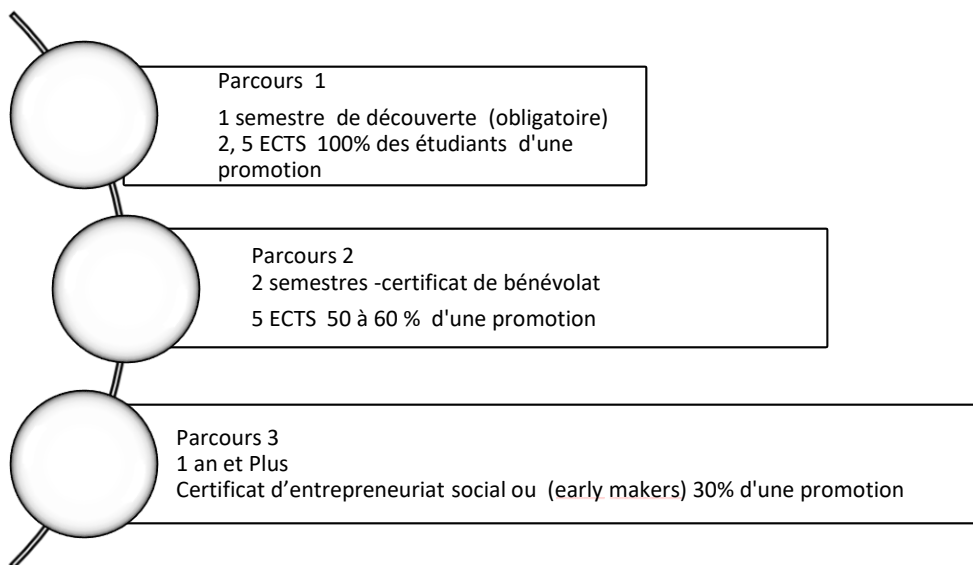 Parcours 1
1 semestre de découverte (obligatoire)
2, 5 ECTS 100% des étudiants d'une
promotion
Parcours 2
2 semestres -certificat de bénévolat
5 ECTS 50 à 60 % d'une promotion
Parcours 3
1 an et Plus
Certificat d’entrepreneuriat social ou (early makers) 30% d'une promotion